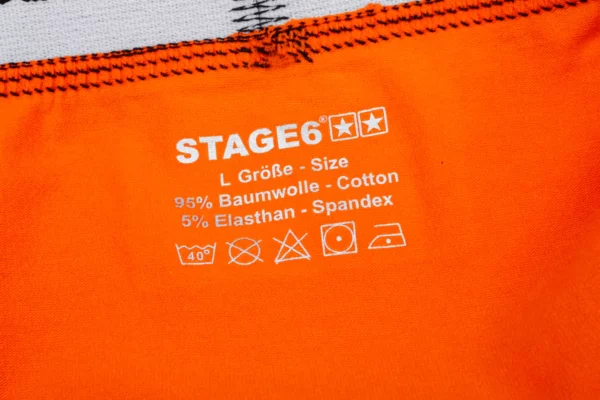 STAGE6®
L Größe - Size
95% Baumwolle - Cotton
5% Elasthan - Spandex
40°